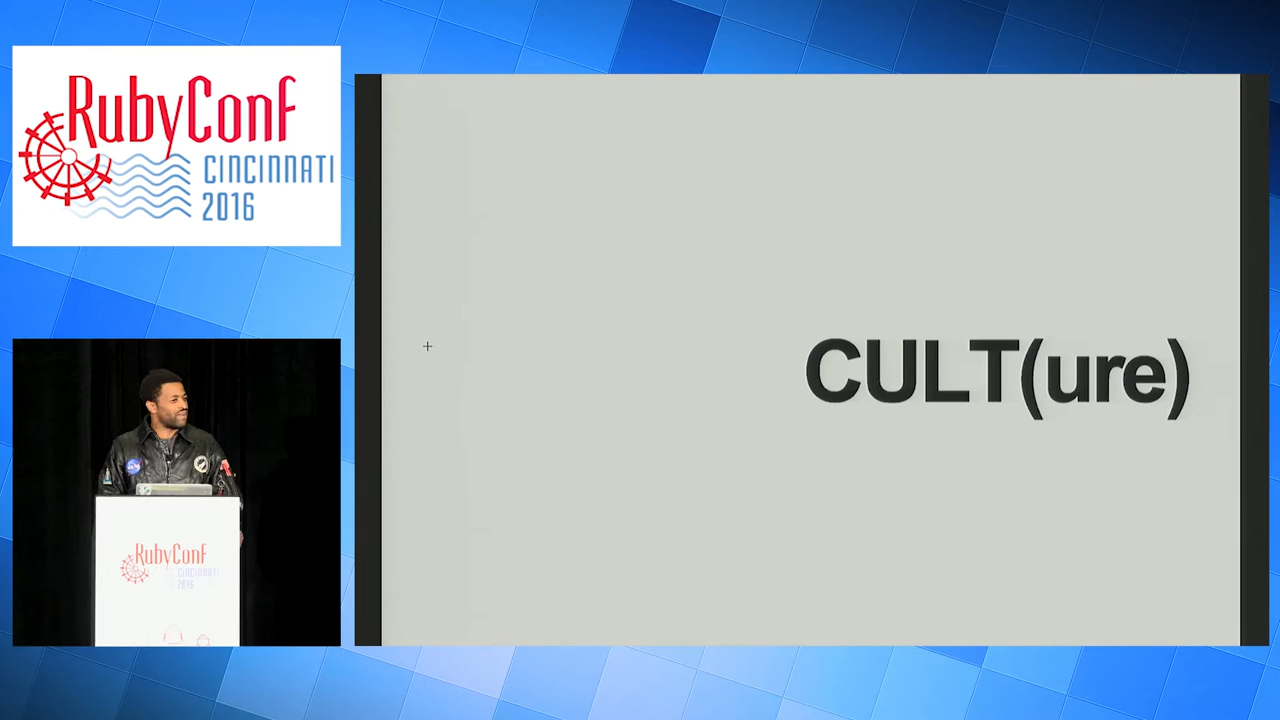 RubyConf
CINCINNATI
2016
CULT(ure)
RubyConf
CINCINNATI
2016